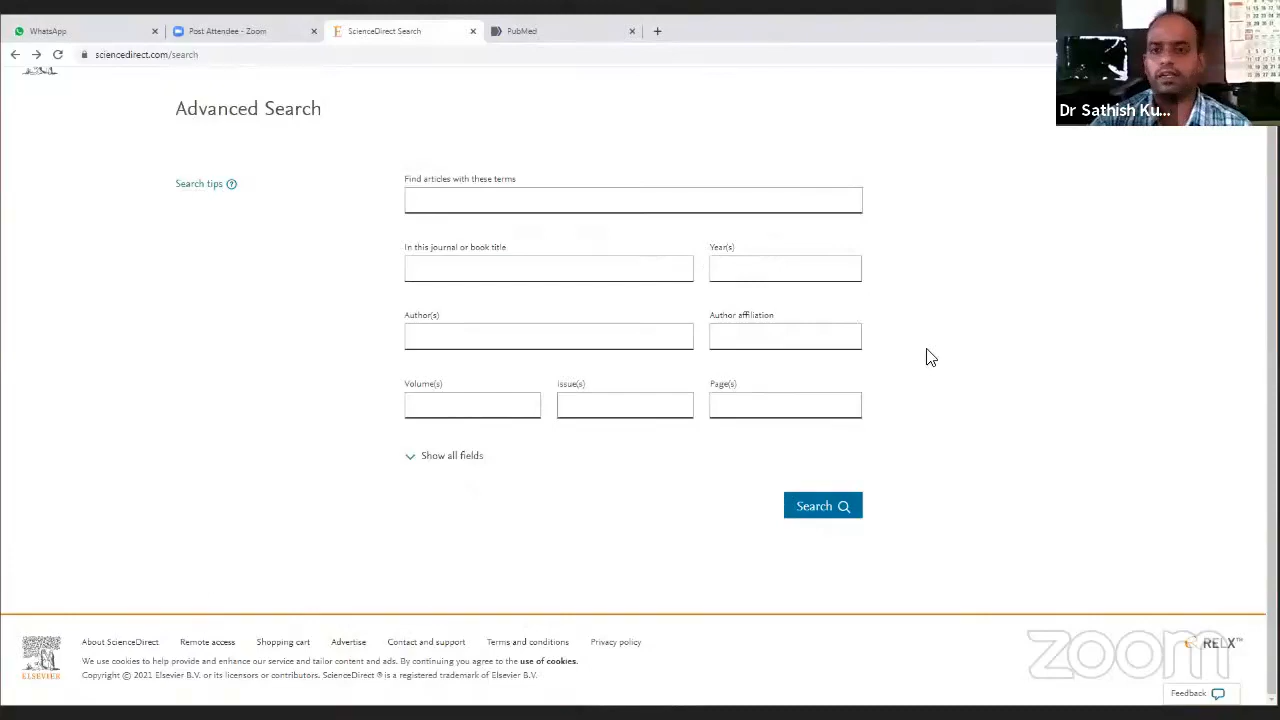 WhatsApp
Post Attendee - Zoom
ScienceDirect Search
PubMed
sciencedirect.com/search
Dr Sathish Ku...
Advanced Search
Search tips
Find articles with these terms
In this journal or book title
Year(s)
Author(s)
Author affiliation
Volume(s)
Issue(s)
Page(s)
Show all fields
Search
About ScienceDirect
Remote access
Shopping cart
Advertise
Contact and support
Terms and conditions
Privacy policy
We use cookies to help provide and enhance our service and tailor content and ads. By continuing you agree to the use of cookies.
Copyright © 2021 Elsevier B.V. or its licensors or contributors. ScienceDirect ® is a registered trademark of Elsevier B.V.
ELSEVIER
RELX™
zoom
Feedback